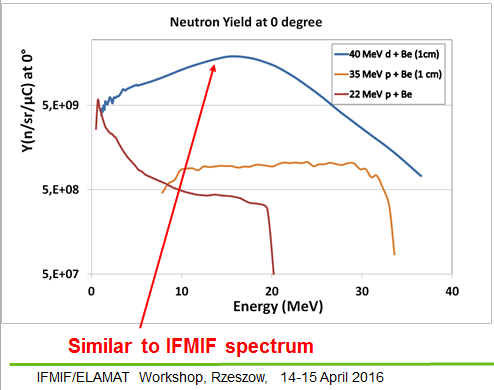 Neutron Yield at 0 degree
40 MeV d + Be (1cm)
35 MeV p + Be (1 cm)
22 MeV p + Be
Y(n/sr/µC) at 0°
5,E+09
5,E+08
5,E+07
0 10 20 30 40
Energy (MeV)
Similar to IFMIF spectrum
IFMIF/ELAMAT Workshop, Rzeszow, 14-15 April 2016